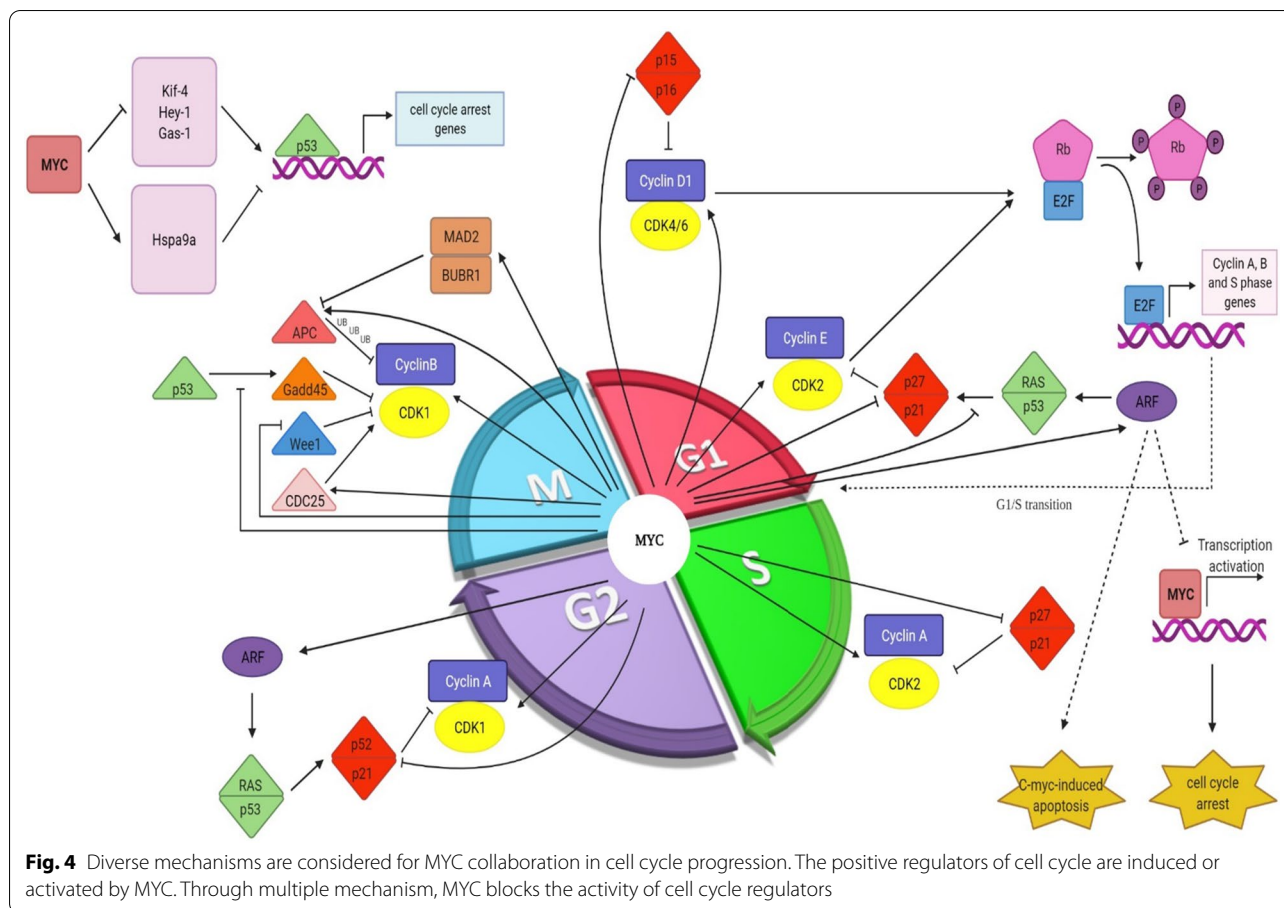 p15
p16
Kif-4
Hey-1
Gas-1
MYC
p53
cell cycle arrest
genes
Hspa9a
Cyclin D1
CDK4/6
Rb
E2F
Rb
P
P
P
P
P
MAD2
BUBR1
Cyclin A, B
and S phase
genes
E2F
APC
UB
UB
UB
CyclinB
CDK1
p53
Gadd45
Wee1
CDC25
Cyclin E
CDK2
p27
p21
RAS
p53
ARF
M
G1
G1/S transition
MYC
S
G2
Transcription
activation
MYC
p27
p21
Cyclin A
CDK2
ARF
Cyclin A
CDK1
p52
p21
RAS
p53
C-myc-induced
apoptosis
cell cycle
arrest
Fig. 4 Diverse mechanisms are considered for MYC collaboration in cell cycle progression. The positive regulators of cell cycle are induced or
activated by MYC. Through multiple mechanism, MYC blocks the activity of cell cycle regulators